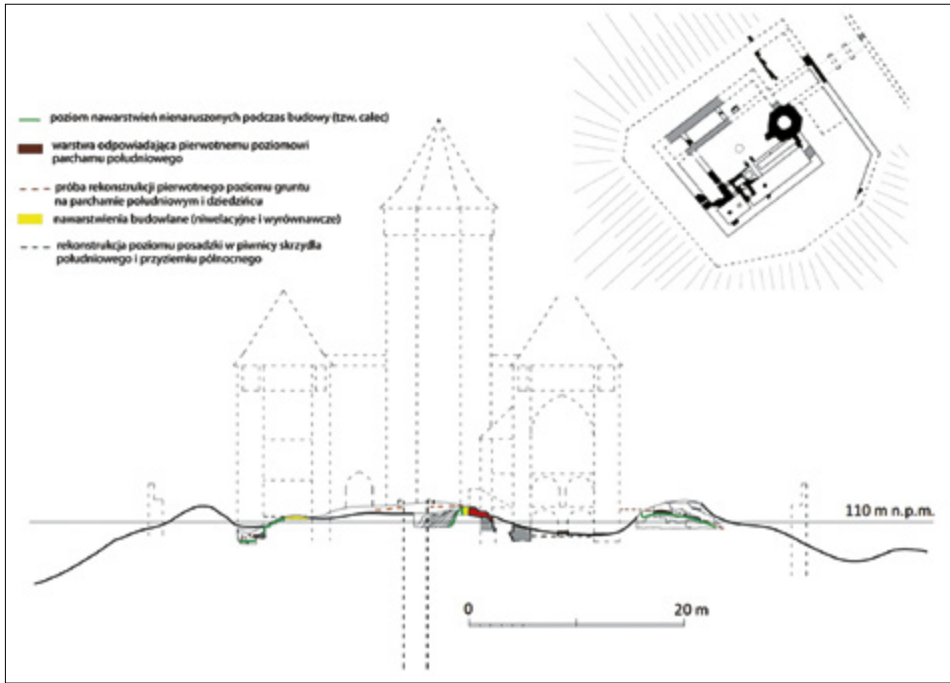 poziom nawarstwień nienaruszonych podczas budowy (tzw. calec)
warstwa odpowiadająca pierwotnemu poziomowi
parchamu południowego
próba rekonstrukcji pierwotnego poziomu gruntu
na parchamie południowym i dziedzińcu
nawarstwienia budowlane (niwelacyjne i wyrównawcze)
rekonstrukcja poziomu posadzki w piwnicy skrzydła
południowego i przyziemiu północnego
110 m n.p.m.
0 20 m